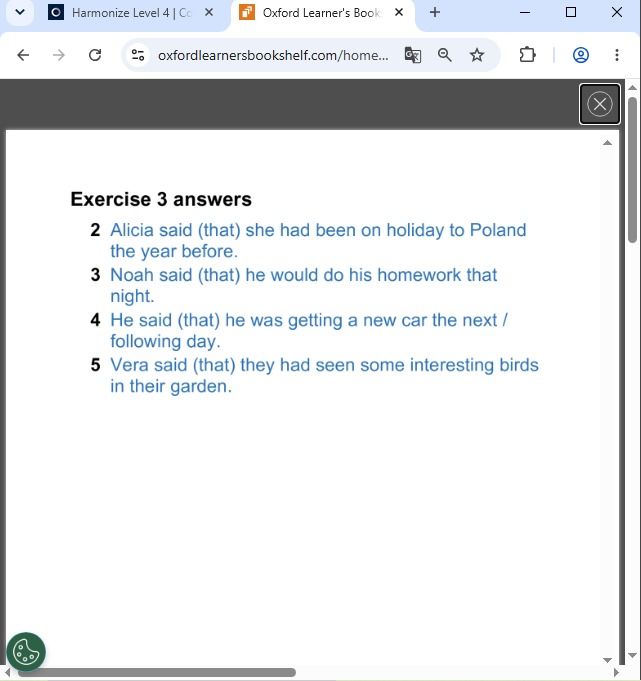 Harmonize Level 4 | Co
Oxford Learner's Book
oxfordlearnersbookshelf.com/home...
Exercise 3 answers
2 Alicia said (that) she had been on holiday to Poland
the year before.
3 Noah said (that) he would do his homework that
night.
4 He said (that) he was getting a new car the next /
following day.
5 Vera said (that) they had seen some interesting birds
in their garden.